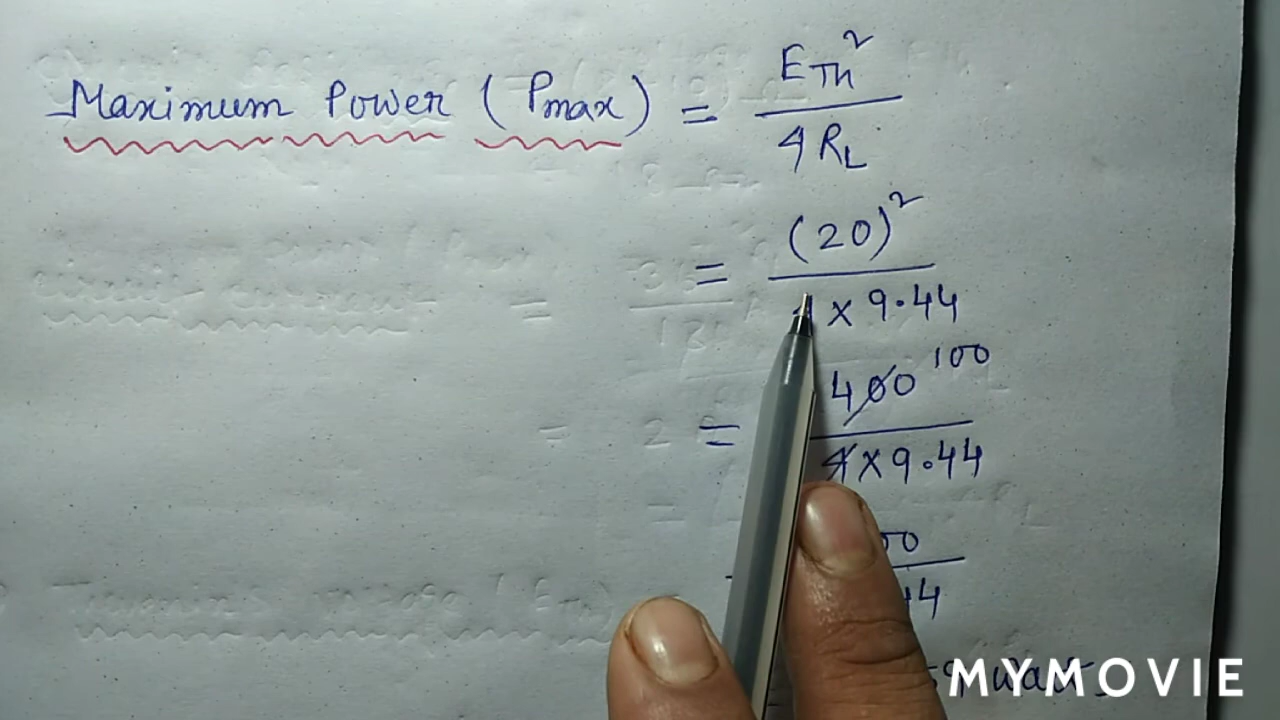 Maximum Power (Pmax) = ETh²/4RL
= (20)²/4 × 9.44
= 400 100/4 × 9.44
MYMOVIE